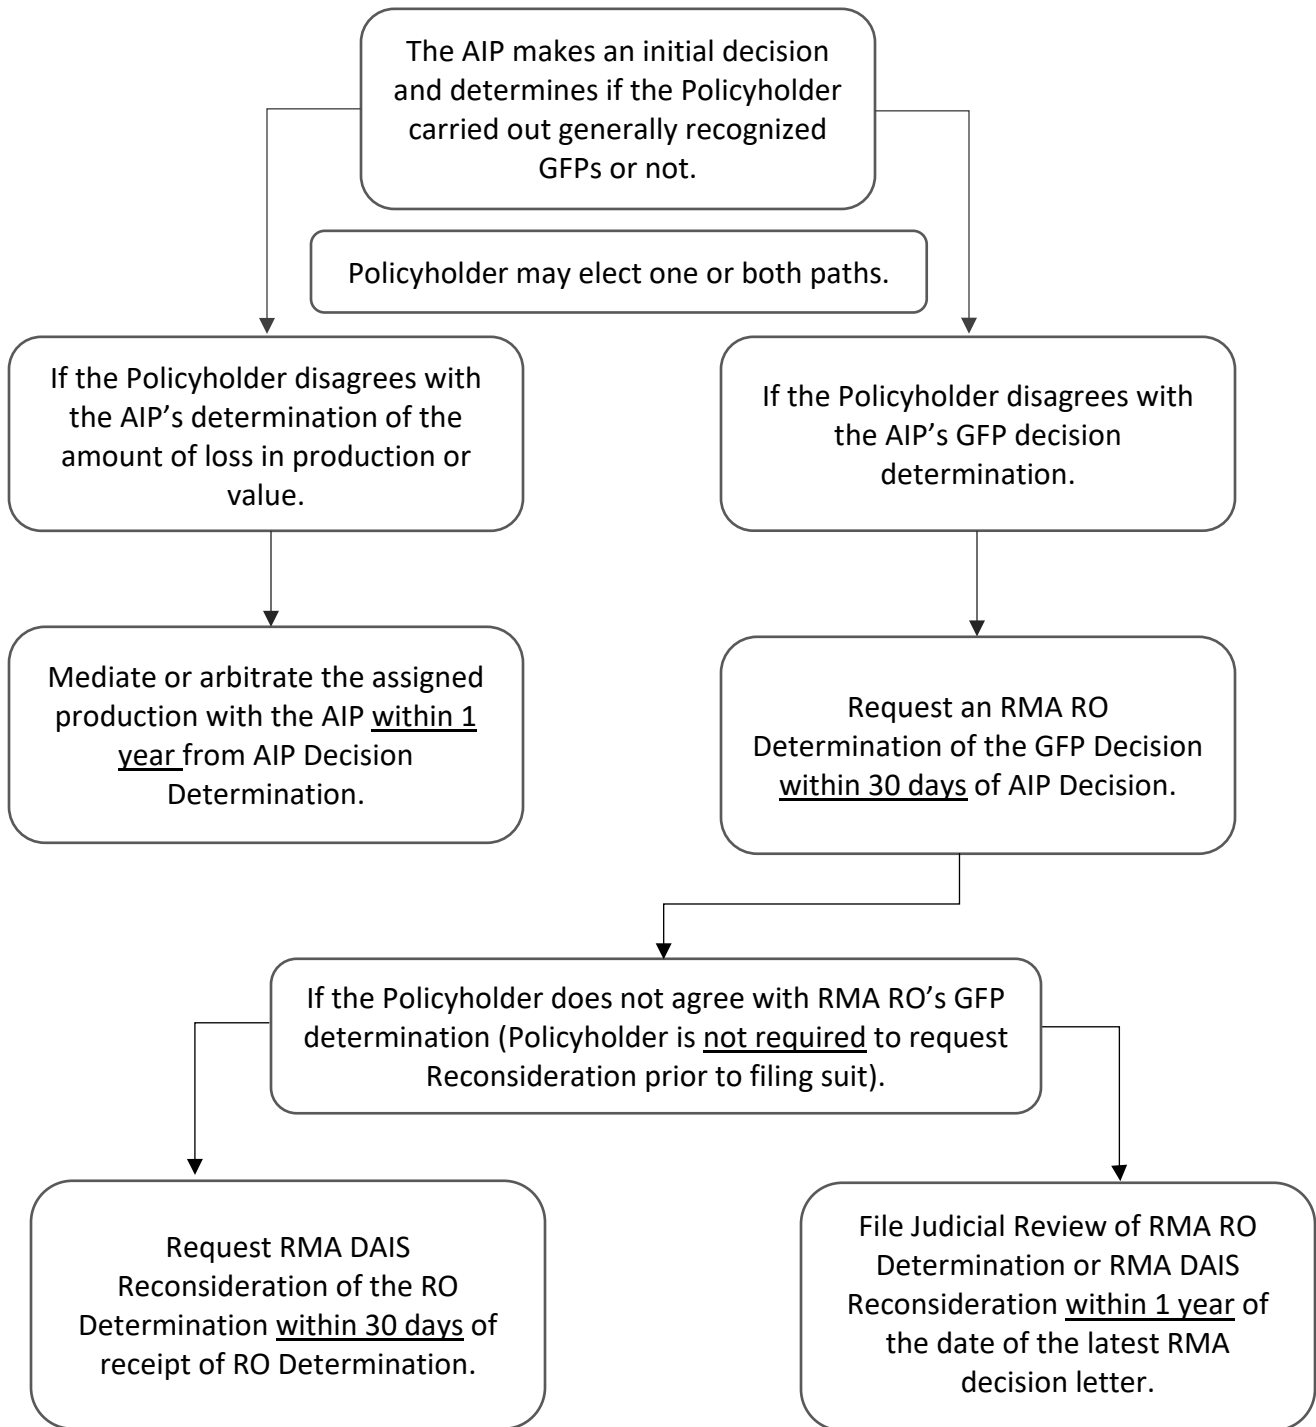 The AIP makes an initial decision
and determines if the Policyholder
carried out generally recognized
GFPs or not.
Policyholder may elect one or both paths.
If the Policyholder disagrees with
the AIP’s determination of the
amount of loss in production or
value.
If the Policyholder disagrees with
the AIP’s GFP decision
determination.
Mediate or arbitrate the assigned
production with the AIP within 1
year from AIP Decision
Determination.
Request an RMA RO
Determination of the GFP Decision
within 30 days of AIP Decision.
If the Policyholder does not agree with RMA RO’s GFP
determination (Policyholder is not required to request
Reconsideration prior to filing suit).
Request RMA DAIS
Reconsideration of the RO
Determination within 30 days of
receipt of RO Determination.
File Judicial Review of RMA RO
Determination or RMA DAIS
Reconsideration within 1 year of
the date of the latest RMA
decision letter.